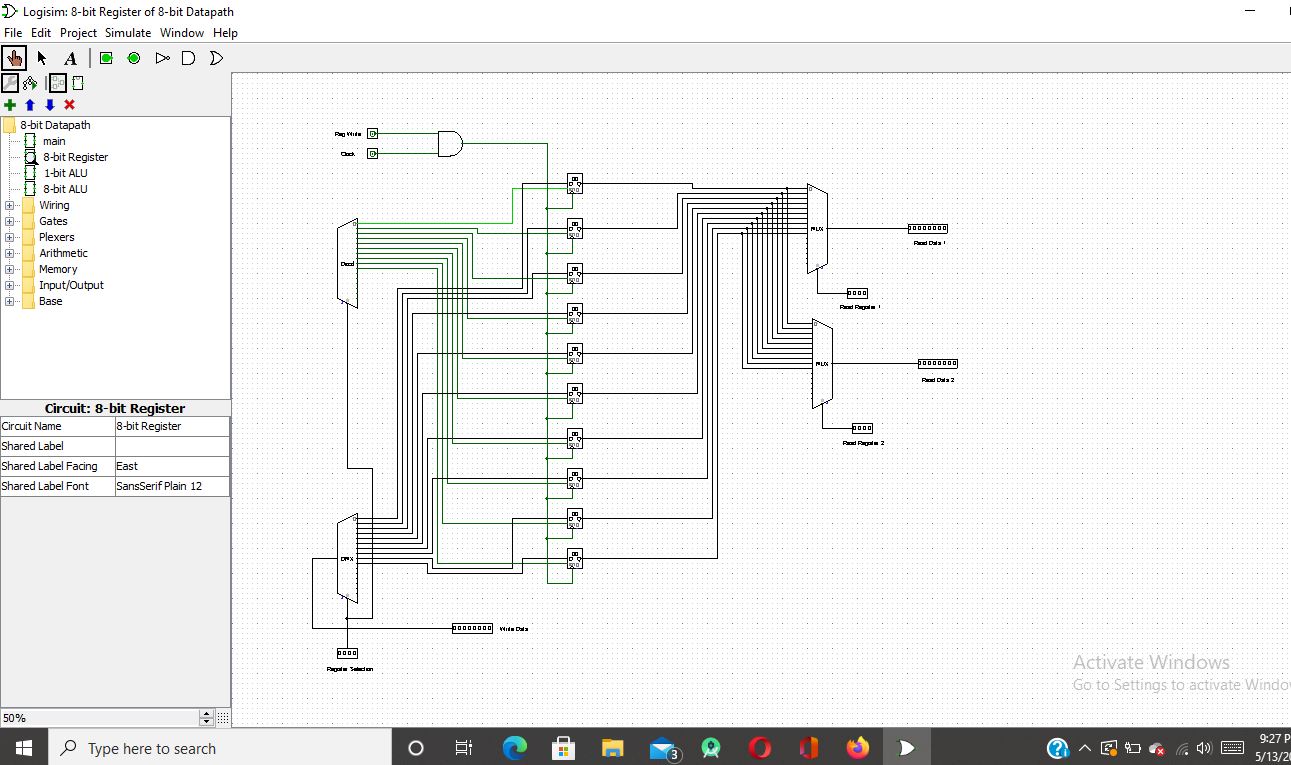 Logisim: 8-bit Register of 8-bit Datapath
File Edit Project Simulate Window Help
8-bit Datapath
main
8-bit Register
1-bit ALU
8-bit ALU
Wiring
Gates
Plexers
Arithmetic
Memory
Input/Output
Base
Circuit: 8-bit Register
Circuit Name 8-bit Register
Shared Label
Shared Label Facing East
Shared Label Font SansSerif Plain 12
50%
Reg Write
Clock
Decd
MUX
Read Data 1
Read Register 1
MUX
Read Data 2
Read Register 2
DMX
Write Data
Register Selection
Activate Windows
Go to Settings to activate Windo
Type here to search
3
9:27 P
5/13/20